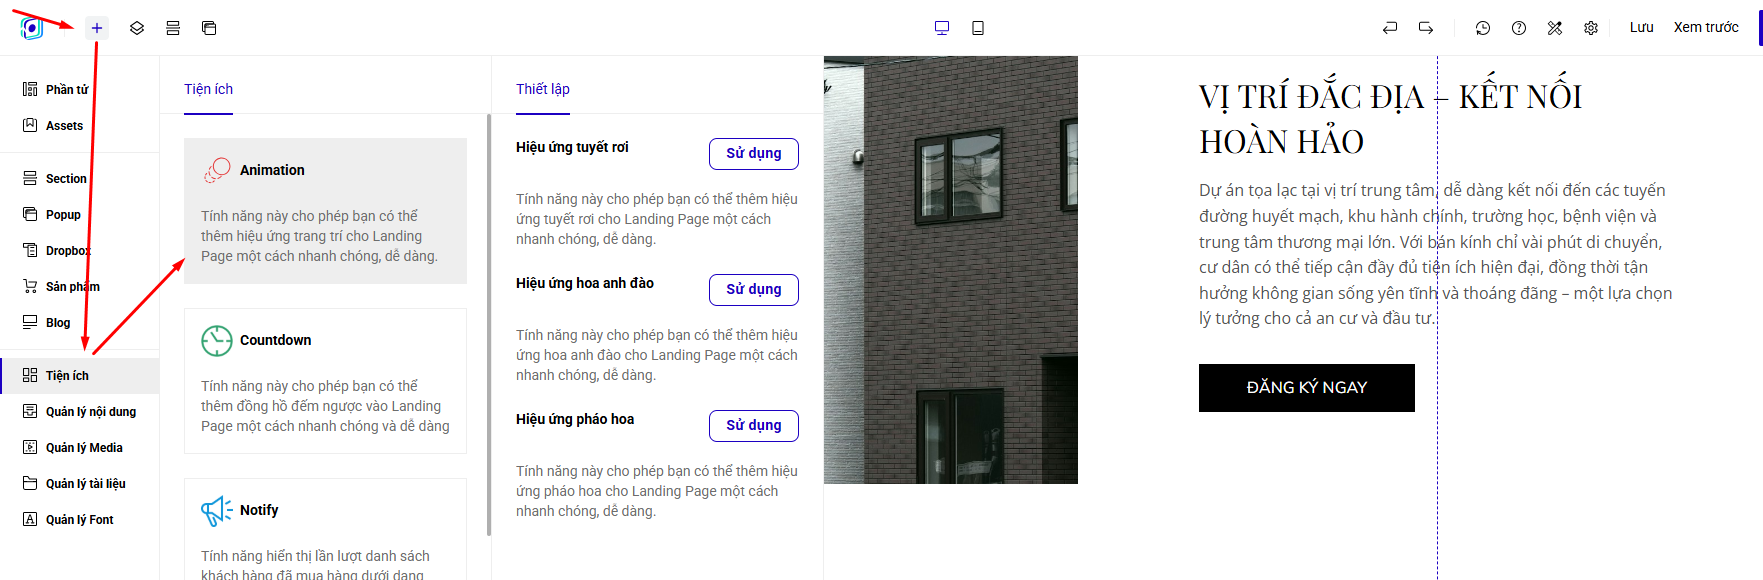 Lưu
Xem trước
Phần tử
Assets
Section
Popup
Dropbox
Sản phẩm
Blog
Tiện ích
Quản lý nội dung
Quản lý Media
Quản lý tài liệu
Quản lý Font
Tiện ích
Animation
Tính năng này cho phép bạn có thể
thêm hiệu ứng trang trí cho Landing
Page một cách nhanh chóng, dễ dàng.
Countdown
Tính năng này cho phép bạn có thể
thêm đồng hồ đếm ngược vào Landing
Page một cách nhanh chóng và dễ dàng
Notify
Tính năng hiển thị lần lượt danh sách
khách hàng đã mua hàng dưới dạng
Thiết lập
Hiệu ứng tuyết rơi
Sử dụng
Tính năng này cho phép bạn có thể thêm hiệu
ứng tuyết rơi cho Landing Page một cách
nhanh chóng, dễ dàng.
Hiệu ứng hoa anh đào
Sử dụng
Tính năng này cho phép bạn có thể thêm hiệu
ứng hoa anh đào cho Landing Page một cách
nhanh chóng, dễ dàng.
Hiệu ứng pháo hoa
Sử dụng
Tính năng này cho phép bạn có thể thêm hiệu
ứng pháo hoa cho Landing Page một cách
nhanh chóng, dễ dàng.
VỊ TRÍ ĐẮC ĐỊA – KẾT NỐI
HOÀN HẢO
Dự án tọa lạc tại vị trí trung tâm, dễ dàng kết nối đến các tuyến
đường huyết mạch, khu hành chính, trường học, bệnh viện và
trung tâm thương mại lớn. Với bán kính chỉ vài phút di chuyển,
cư dân có thể tiếp cận đầy đủ tiện ích hiện đại, đồng thời tận
hưởng không gian sống yên tĩnh và thoáng đãng – một lựa chọn
lý tưởng cho cả an cư và đầu tư.
ĐĂNG KÝ NGAY